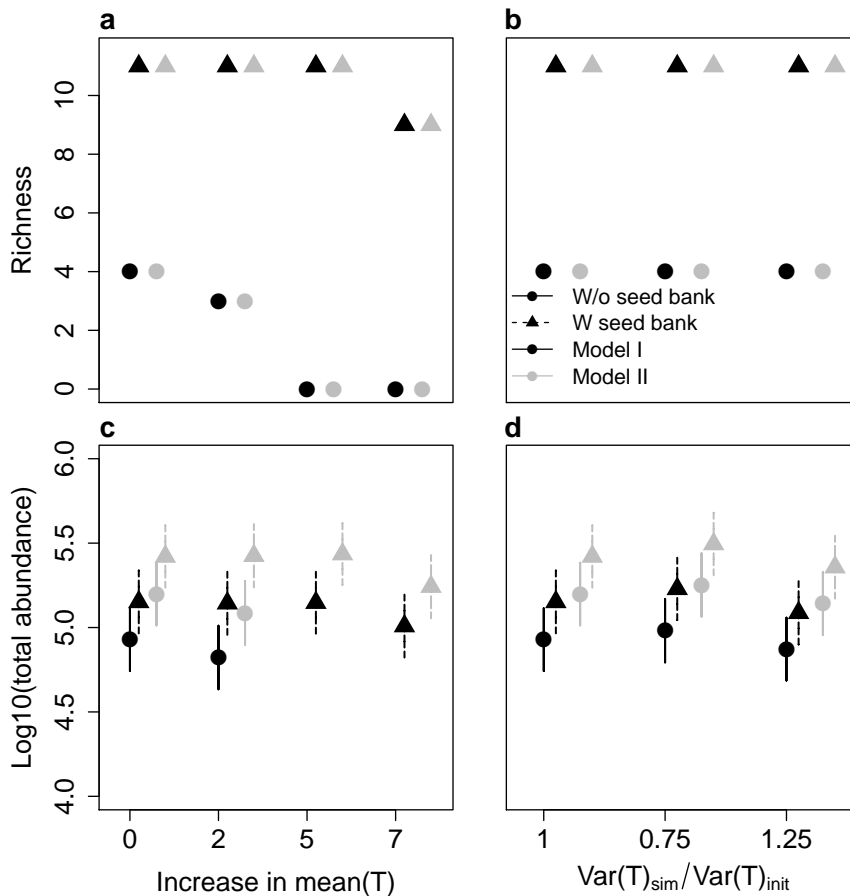 a
b
Richness
10
8
6
4
2
0
W/o seed bank
W seed bank
Model I
Model II
c
d
Log10(total abundance)
6.0
5.5
5.0
4.5
4.0
0 2 5 7
1 0.75 1.25
Increase in mean(T)
Var(T)sim/Var(T)init